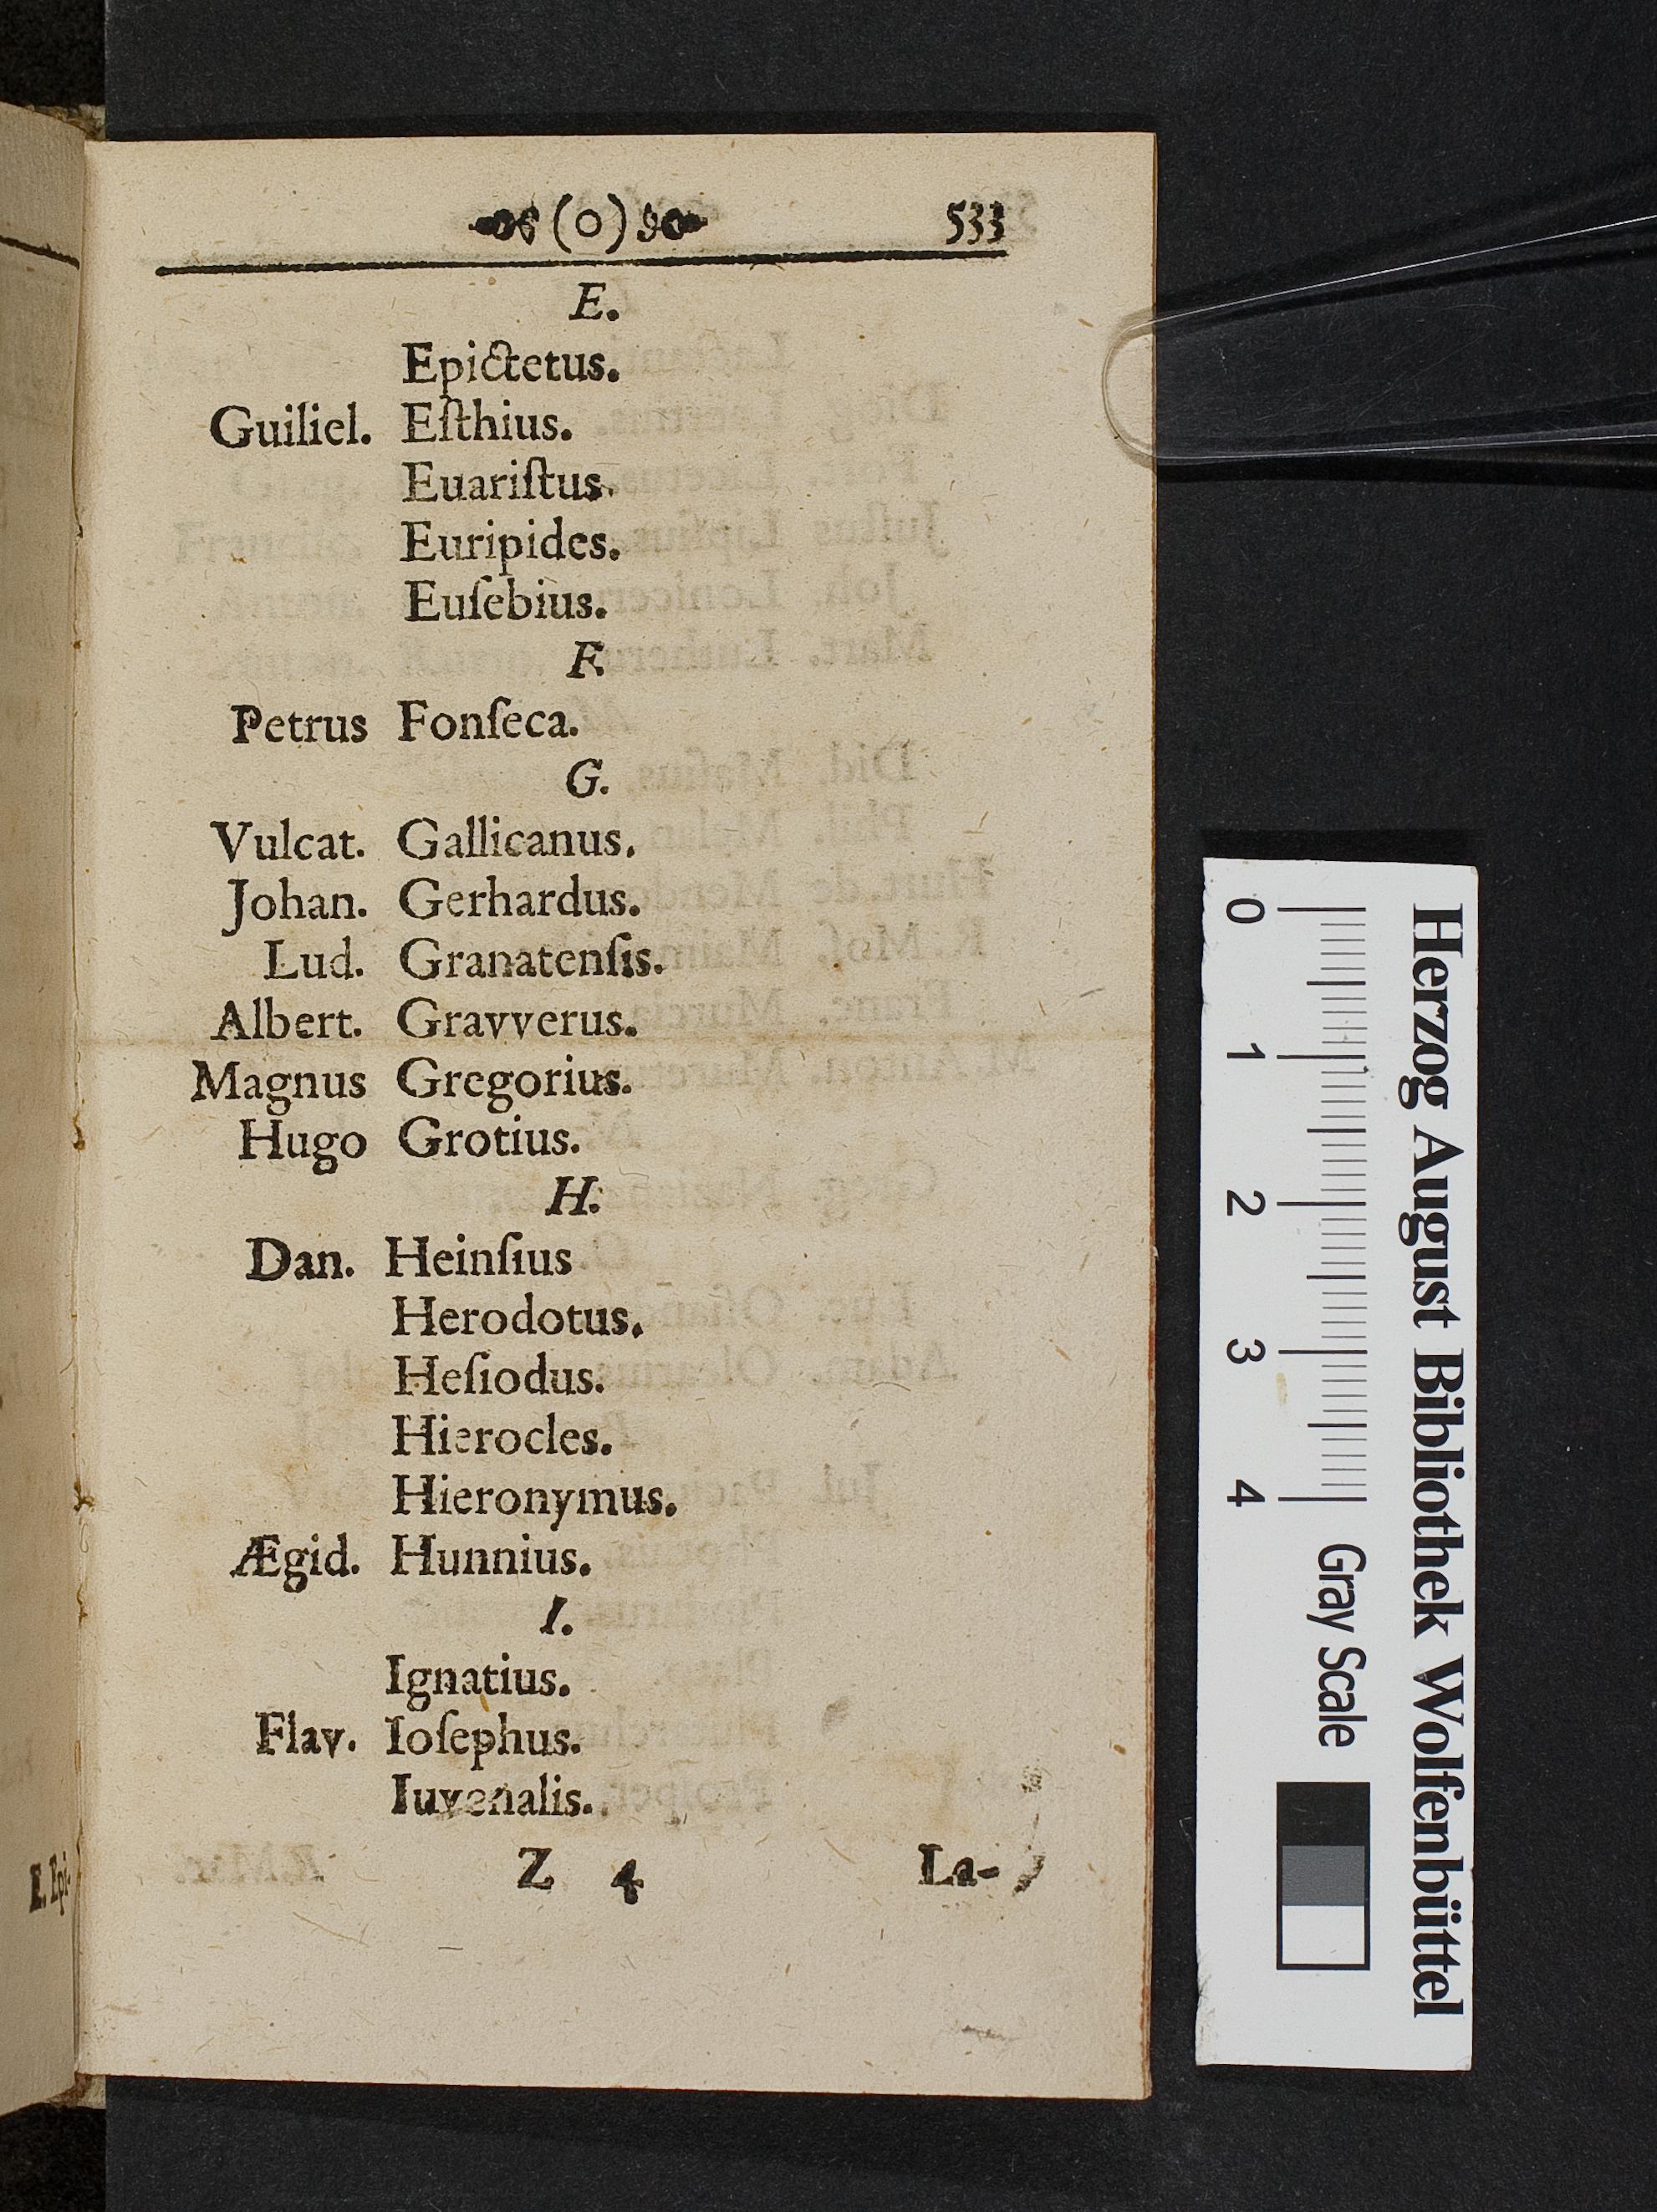 (o) 533
E.
Epictetus.
Guiliel. Eſthius.
Euariſtus.
Euripides.
Euſebius.
F.
Petrus Fonſeca.
G.
Vulcat. Gallicanus.
Johan. Gerhardus.
Lud. Granatenſis.
Albert. Gravverus.
Magnus Gregorius.
Hugo Grotius.
H.
Dan. Heinſius
Herodotus.
Heſiodus.
Hierocles.
Hieronymus.
Ægid. Hunnius.
I.
Ignatius.
Flav. Ioſephus.
Iuvenalis.
Z 4 La-
E. Epi-
Herzog August Bibliothek Wolfenbüttel
0 1 2 3 4 Gray Scale